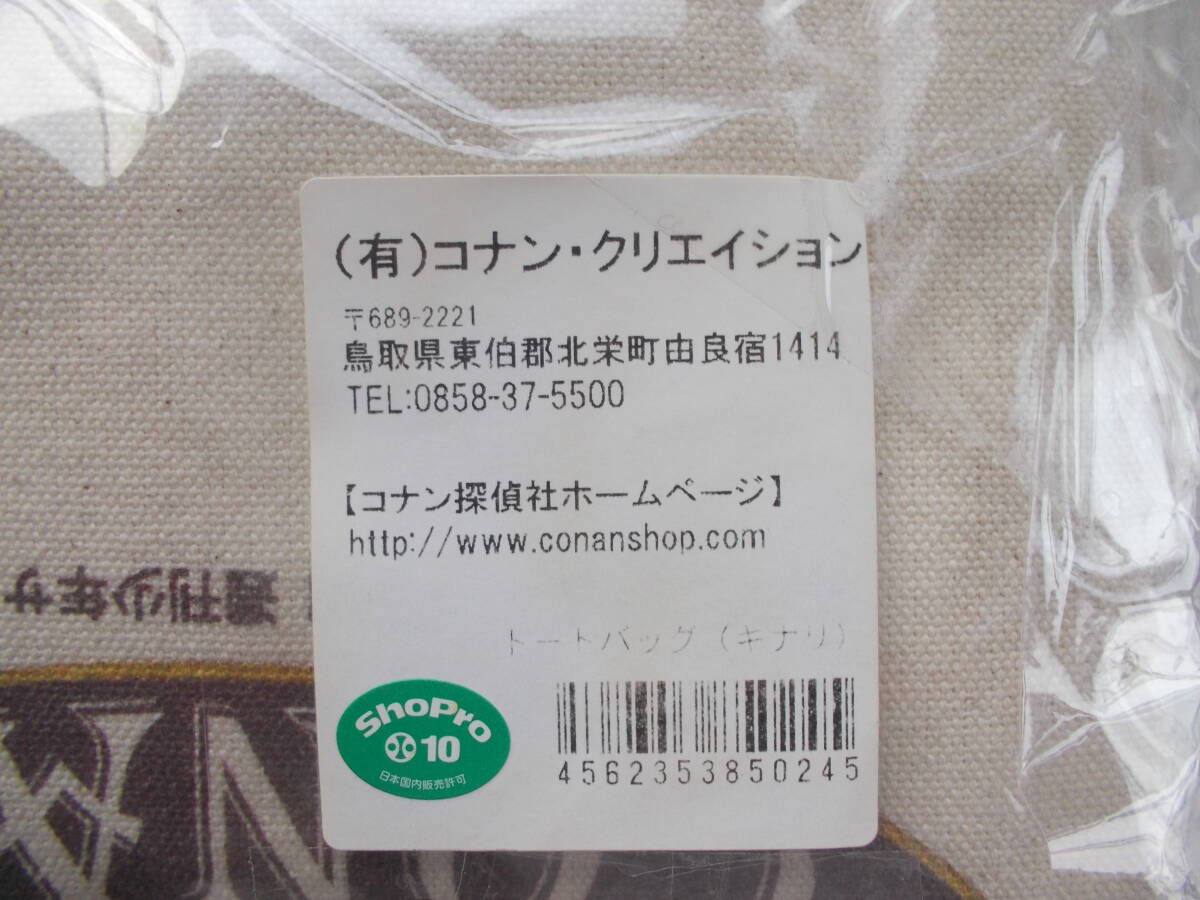 (有)コナン・クリエイション
〒689-2221
鳥取県東伯郡北栄町由良宿1414
TEL:0858-37-5500
【コナン探偵社ホームページ】
http://www.conanshop.com
トートバッグ(キナリ)
ShoPro
10
日本国内販売許可
4562353850245
週刊少年サ
CONA